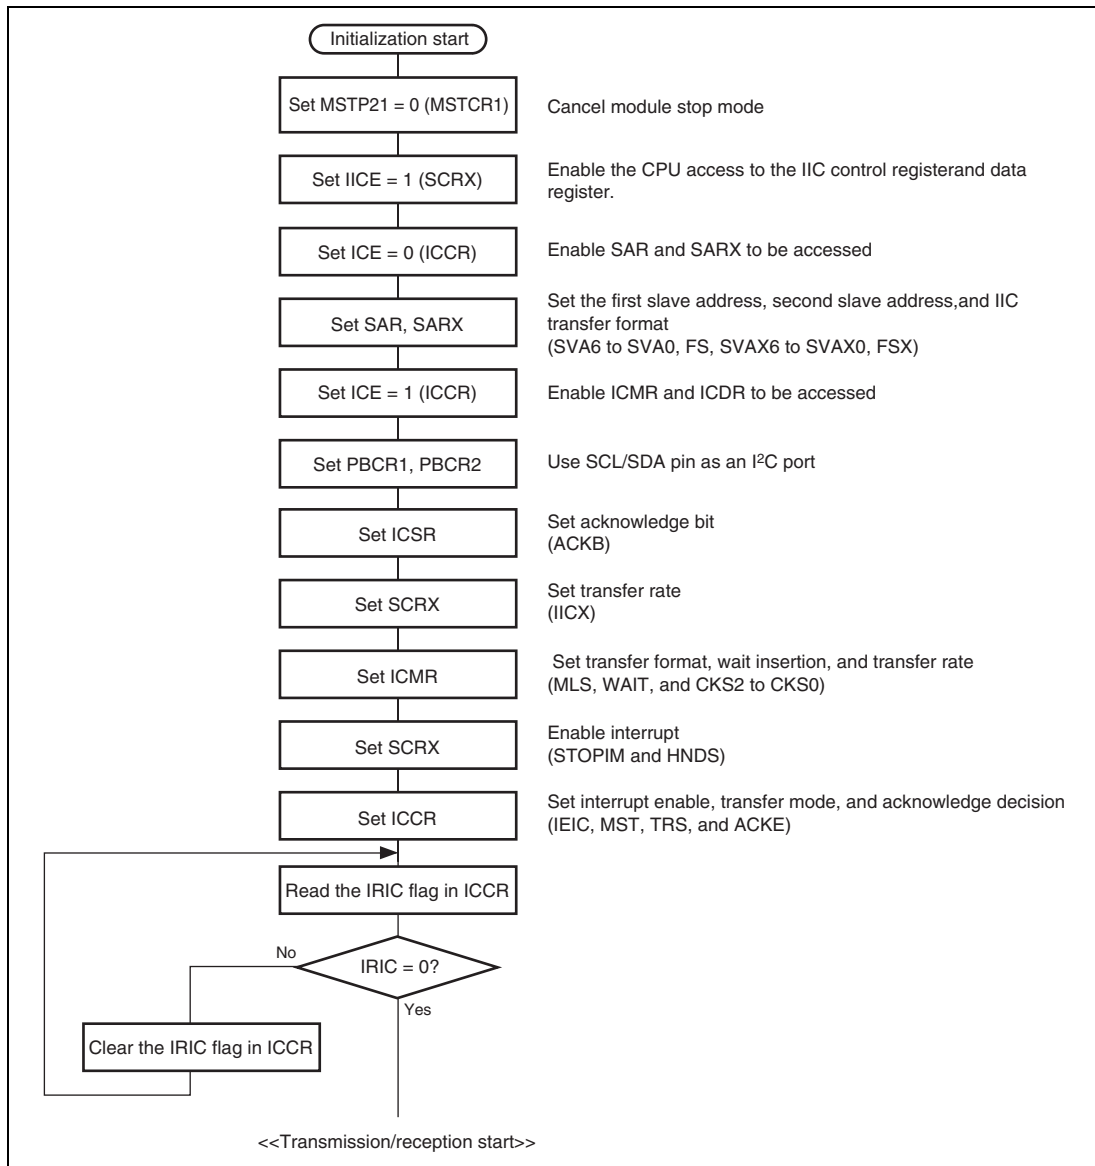 Initialization start
Set MSTP21 = 0 (MSTCR1)
Cancel module stop mode
Set IICE = 1 (SCRX)
Enable the CPU access to the IIC control registerand data
register.
Set ICE = 0 (ICCR)
Enable SAR and SARX to be accessed
Set SAR, SARX
Set the first slave address, second slave address,and IIC
transfer format
(SVA6 to SVA0, FS, SVAX6 to SVAX0, FSX)
Set ICE = 1 (ICCR)
Enable ICMR and ICDR to be accessed
Set PBCR1, PBCR2
Use SCL/SDA pin as an I²C port
Set ICSR
Set acknowledge bit
(ACKB)
Set SCRX
Set transfer rate
(IICX)
Set ICMR
Set transfer format, wait insertion, and transfer rate
(MLS, WAIT, and CKS2 to CKS0)
Set SCRX
Enable interrupt
(STOPIM and HNDS)
Set ICCR
Set interrupt enable, transfer mode, and acknowledge decision
(IEIC, MST, TRS, and ACKE)
Read the IRIC flag in ICCR
No
IRIC = 0?
Yes
Clear the IRIC flag in ICCR
<<Transmission/reception start>>